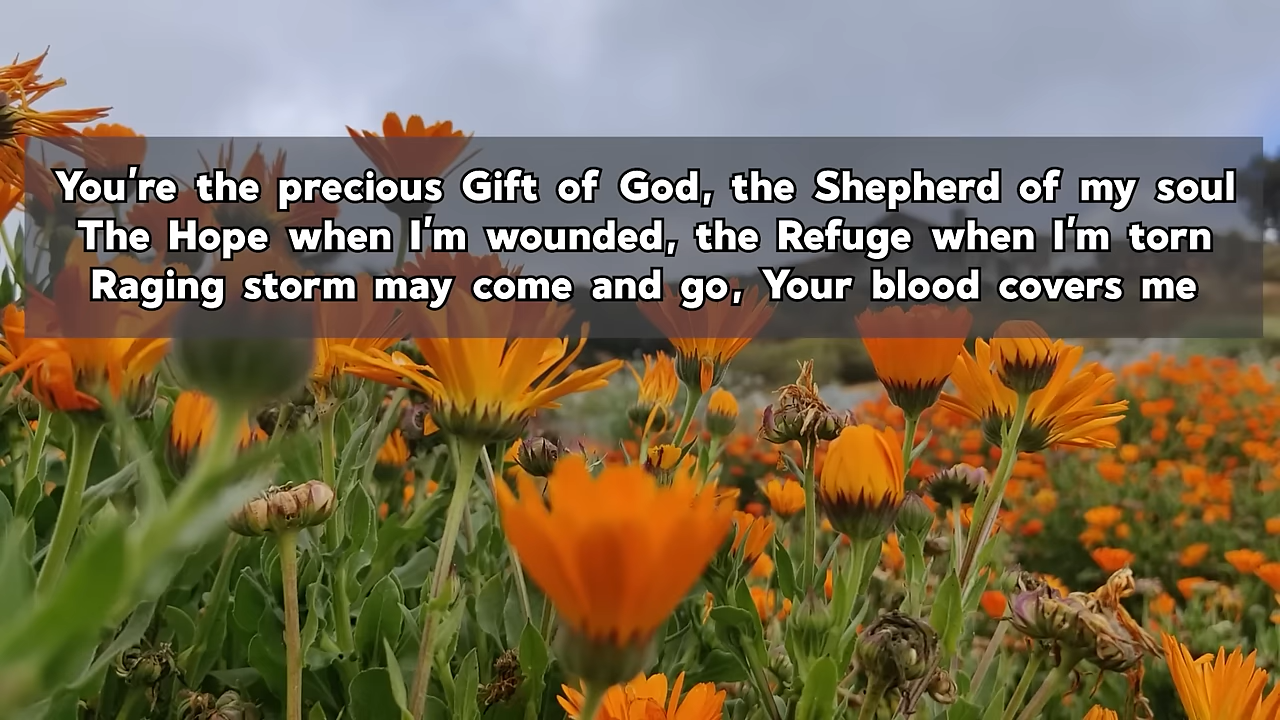 You're the precious Gift of God, the Shepherd of my soul
The Hope when I'm wounded, the Refuge when I'm torn
Raging storm may come and go, Your blood covers me